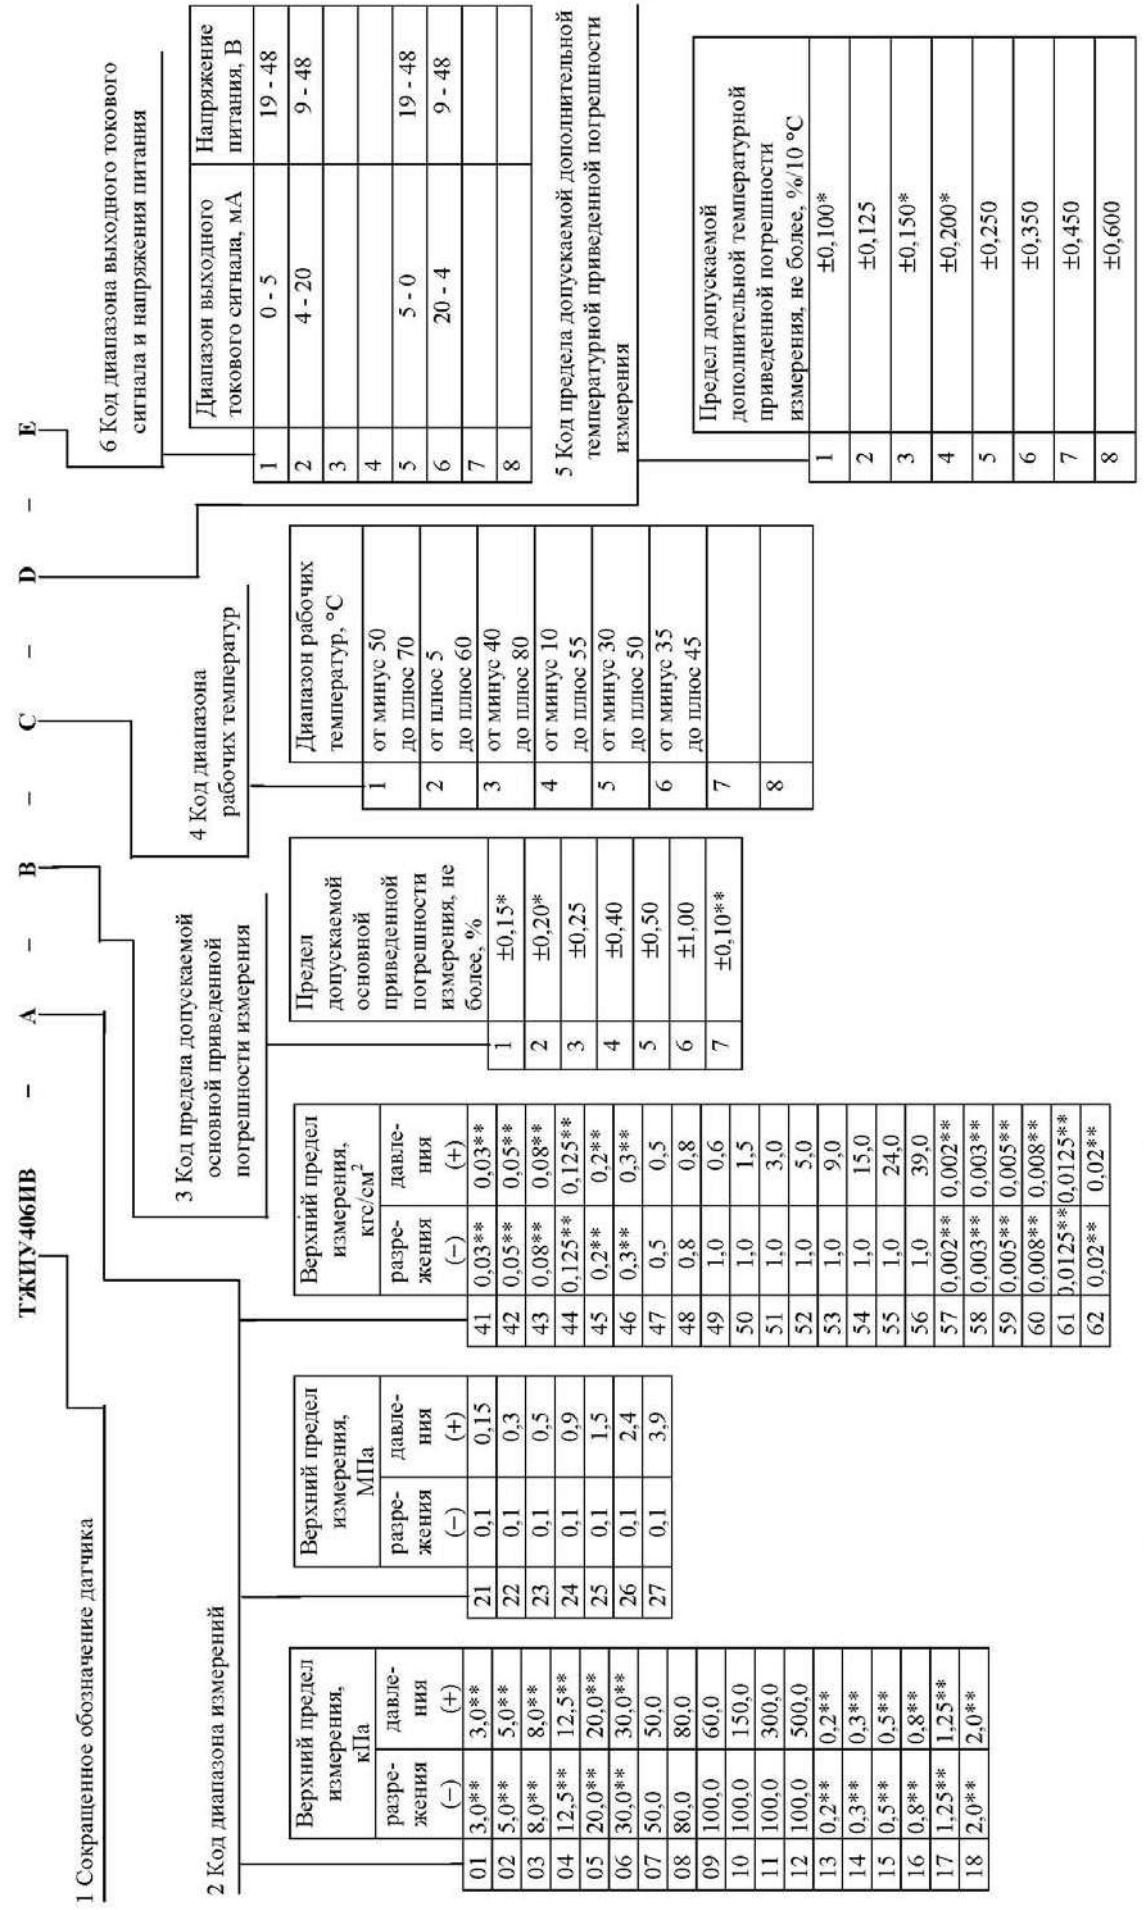 ТЖИУ406ИВ – A – B – C – D – E
1 Сокращенное обозначение датчика
2 Код диапазона измерений
Верхний предел измерения, кПа
разрежения (–) давления (+)
01 3,0** 3,0**
02 5,0** 5,0**
03 8,0** 8,0**
04 12,5** 12,5**
05 20,0** 20,0**
06 30,0** 30,0**
07 50,0 50,0
08 80,0 80,0
09 100,0 60,0
10 100,0 150,0
11 100,0 300,0
12 100,0 500,0
13 0,2** 0,2**
14 0,3** 0,3**
15 0,5** 0,5**
16 0,8** 0,8**
17 1,25** 1,25**
18 2,0** 2,0**
Верхний предел измерения, МПа
разрежения (–) давления (+)
21 0,1 0,15
22 0,1 0,3
23 0,1 0,5
24 0,1 0,9
25 0,1 1,5
26 0,1 2,4
27 0,1 3,9
Верхний предел измерения, кгс/см²
разрежения (–) давления (+)
41 0,03** 0,03**
42 0,05** 0,05**
43 0,08** 0,08**
44 0,125** 0,125**
45 0,2** 0,2**
46 0,3** 0,3**
47 0,5 0,5
48 0,8 0,8
49 1,0 0,6
50 1,0 1,5
51 1,0 3,0
52 1,0 5,0
53 1,0 9,0
54 1,0 15,0
55 1,0 24,0
56 1,0 39,0
57 0,002** 0,002**
58 0,003** 0,003**
59 0,005** 0,005**
60 0,008** 0,008**
61 0,0125** 0,0125**
62 0,02** 0,02**
3 Код предела допускаемой
основной приведенной
погрешности измерения
Предел
допускаемой
основной
приведенной
погрешности
измерения, не
более, %
1 ±0,15*
2 ±0,20*
3 ±0,25
4 ±0,40
5 ±0,50
6 ±1,00
7 ±0,10**
4 Код диапазона
рабочих температур
Диапазон рабочих
температур, °С
1 от минус 50
до плюс 70
2 от плюс 5
до плюс 60
3 от минус 40
до плюс 80
4 от минус 10
до плюс 55
5 от минус 30
до плюс 50
6 от минус 35
до плюс 45
7
8
6 Код диапазона выходного токового
сигнала и напряжения питания
Диапазон выходного токового сигнала, мА Напряжение питания, В
1 0 - 5 19 - 48
2 4 - 20 9 - 48
3
4
5 5 - 0 19 - 48
6 20 - 4 9 - 48
7
8
5 Код предела допускаемой дополнительной
температурной приведенной погрешности
измерения
Предел допускаемой
дополнительной температурной
приведенной погрешности
измерения, не более, %/10 °С
1 ±0,100*
2 ±0,125
3 ±0,150*
4 ±0,200*
5 ±0,250
6 ±0,350
7 ±0,450
8 ±0,600